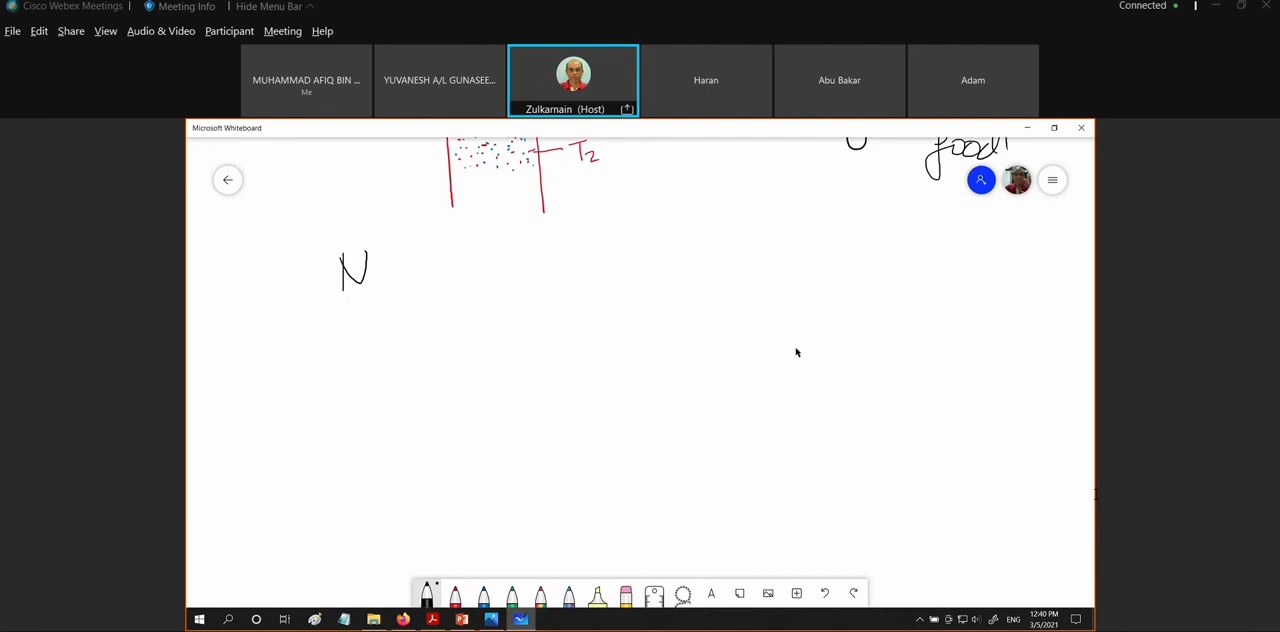 Cisco Webex Meetings | Meeting Info | Hide Menu Bar
Connected
File Edit Share View Audio & Video Participant Meeting Help
MUHAMMAD AFIQ BIN ...
Me
YUVANESH A/L GUNASEE...
Zulkarnain (Host)
Haran
Abu Bakar
Adam
Microsoft Whiteboard
T2
food
N
A
ENG
12:40 PM
3/5/2021